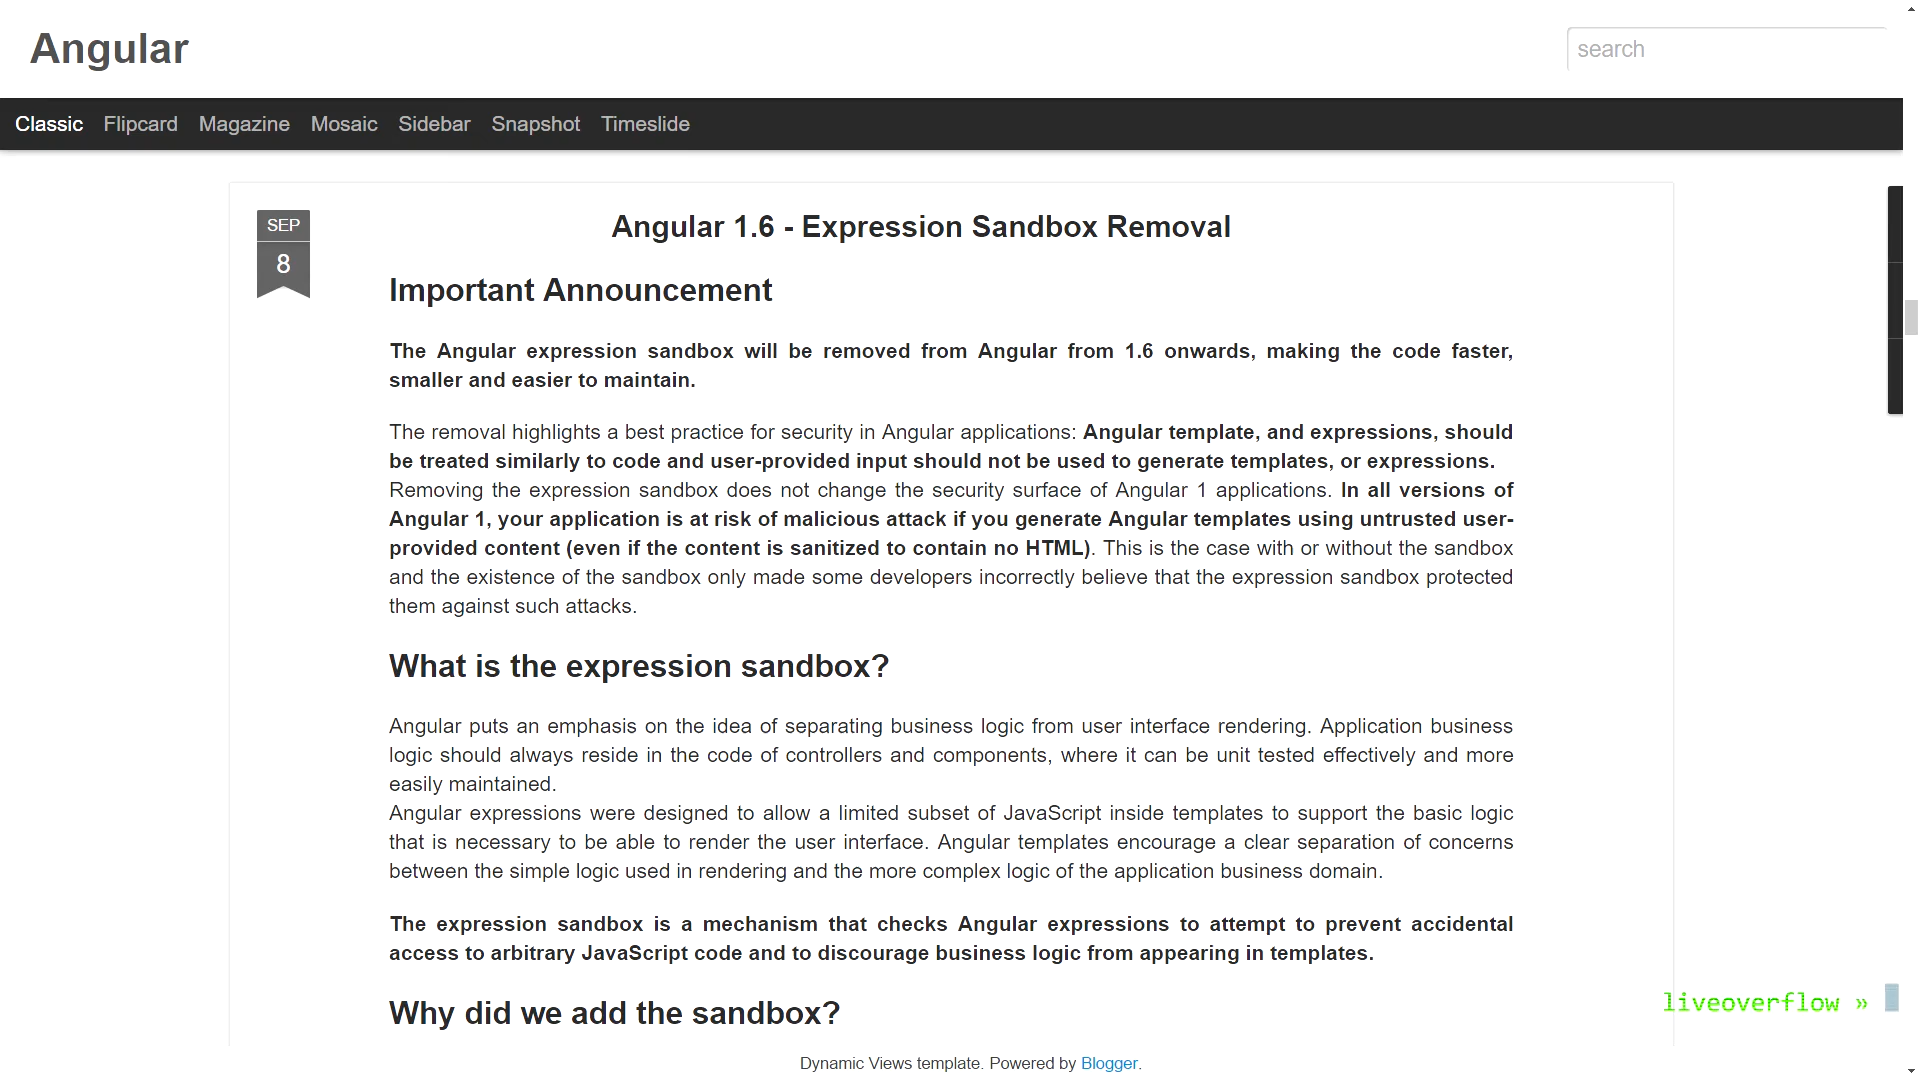 Angular
search
Classic Flipcard Magazine Mosaic Sidebar Snapshot Timeslide
SEP
8
Angular 1.6 - Expression Sandbox Removal
Important Announcement
The Angular expression sandbox will be removed from Angular from 1.6 onwards, making the code faster,
smaller and easier to maintain.
The removal highlights a best practice for security in Angular applications: Angular template, and expressions, should
be treated similarly to code and user-provided input should not be used to generate templates, or expressions.
Removing the expression sandbox does not change the security surface of Angular 1 applications. In all versions of
Angular 1, your application is at risk of malicious attack if you generate Angular templates using untrusted user-
provided content (even if the content is sanitized to contain no HTML). This is the case with or without the sandbox
and the existence of the sandbox only made some developers incorrectly believe that the expression sandbox protected
them against such attacks.
What is the expression sandbox?
Angular puts an emphasis on the idea of separating business logic from user interface rendering. Application business
logic should always reside in the code of controllers and components, where it can be unit tested effectively and more
easily maintained.
Angular expressions were designed to allow a limited subset of JavaScript inside templates to support the basic logic
that is necessary to be able to render the user interface. Angular templates encourage a clear separation of concerns
between the simple logic used in rendering and the more complex logic of the application business domain.
The expression sandbox is a mechanism that checks Angular expressions to attempt to prevent accidental
access to arbitrary JavaScript code and to discourage business logic from appearing in templates.
Why did we add the sandbox?
liveoverflow »
Dynamic Views template. Powered by Blogger.